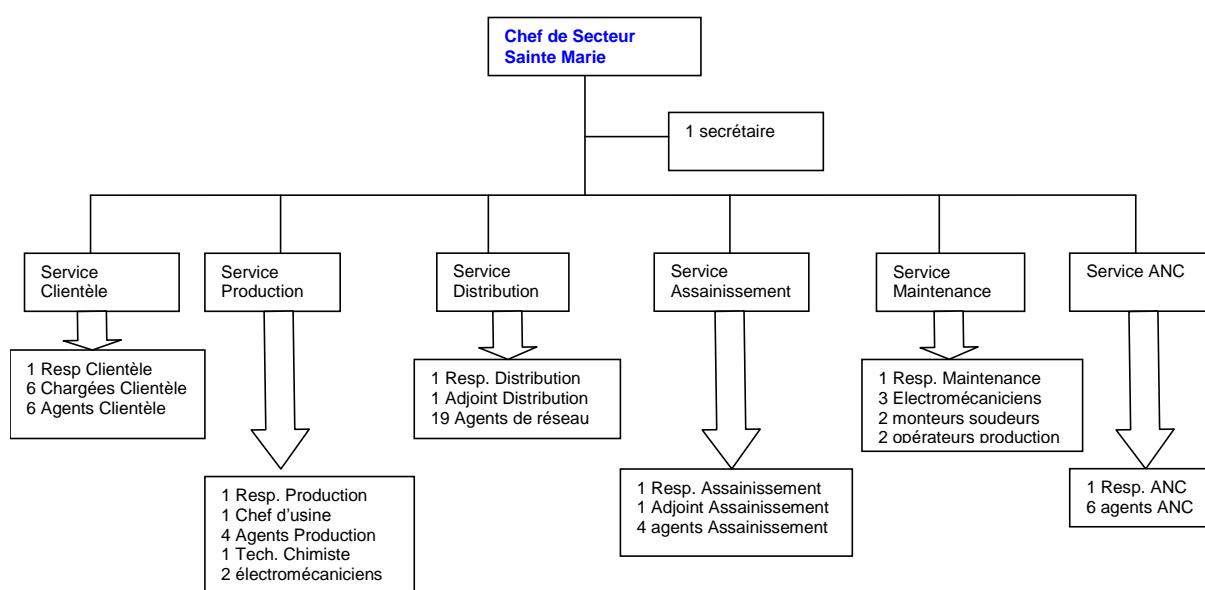 Chef de Secteur
Sainte Marie
1 secrétaire
Service
Clientèle
Service
Production
Service
Distribution
Service
Assainissement
Service
Maintenance
Service ANC
1 Resp Clientèle
6 Chargées Clientèle
6 Agents Clientèle
1 Resp. Production
1 Chef d'usine
4 Agents Production
1 Tech. Chimiste
2 électromécaniciens
1 Resp. Distribution
1 Adjoint Distribution
19 Agents de réseau
1 Resp. Assainissement
1 Adjoint Assainissement
4 agents Assainissement
1 Resp. Maintenance
3 Electromécaniciens
2 monteurs soudeurs
2 opérateurs production
1 Resp. ANC
6 agents ANC